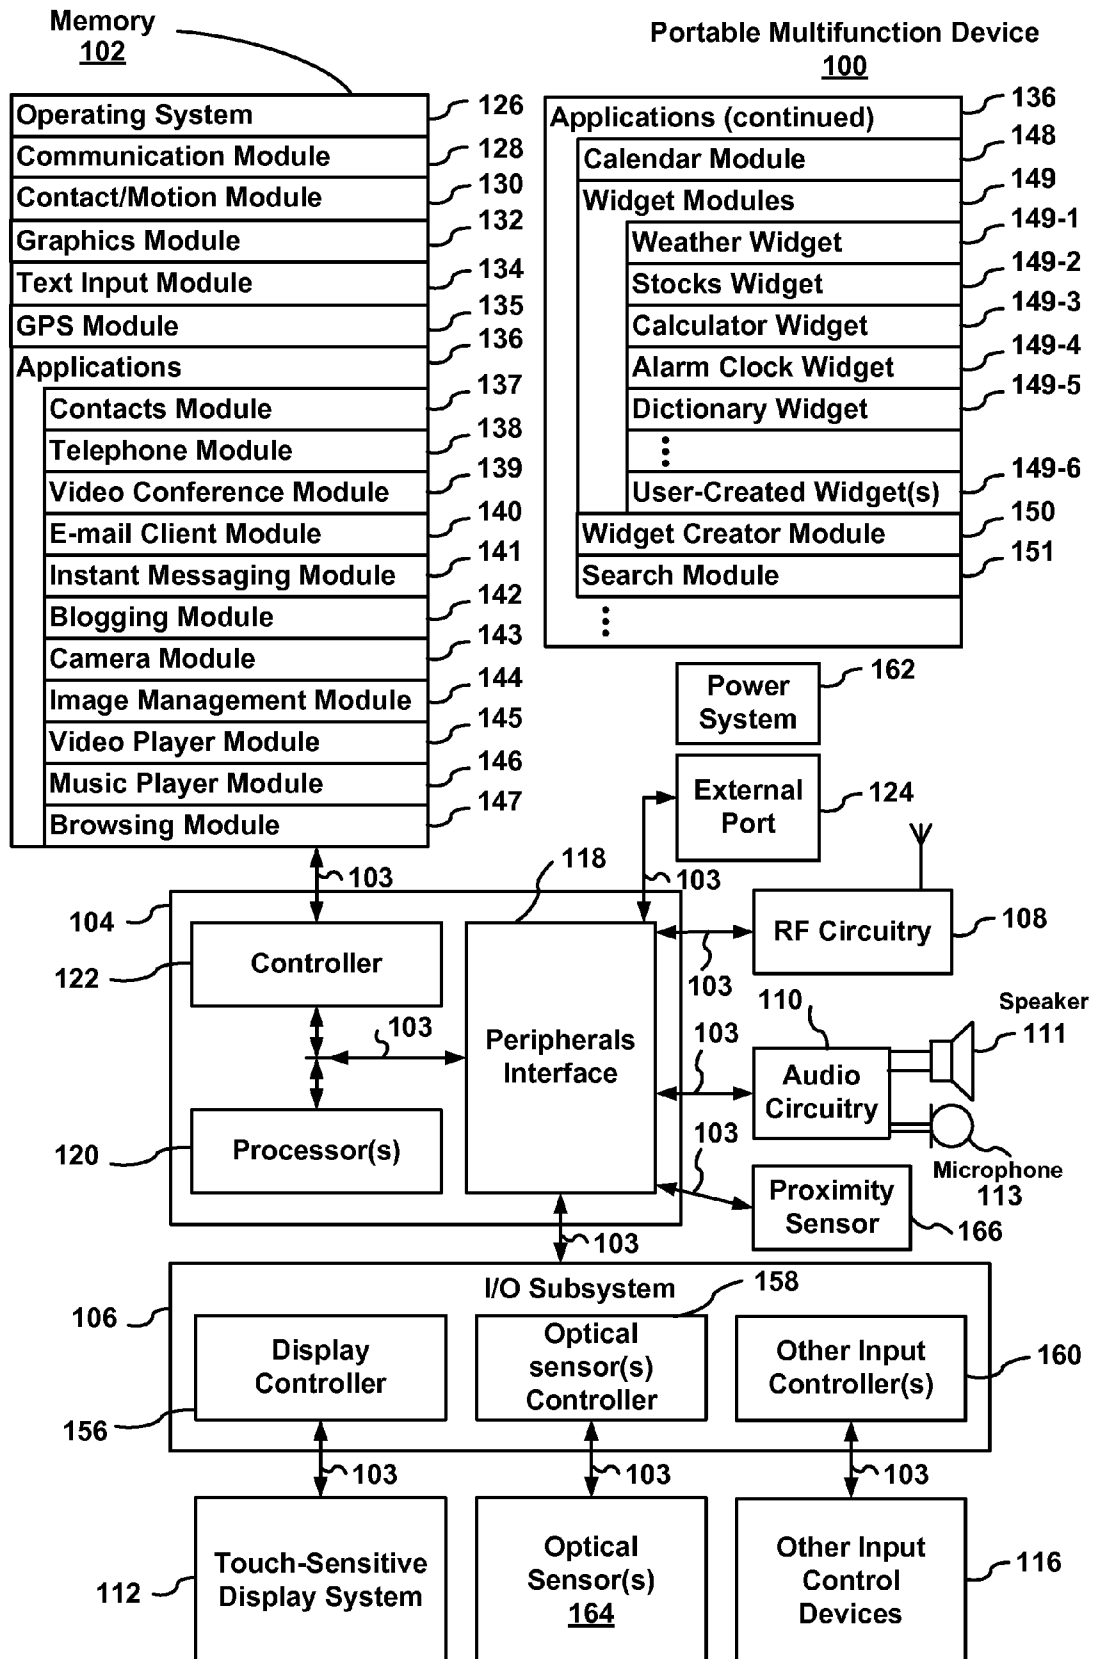 Memory
102
Portable Multifunction Device
100
Operating System
126
Communication Module
128
Contact/Motion Module
130
Graphics Module
132
Text Input Module
134
GPS Module
135
Applications
136
Contacts Module
137
Telephone Module
138
Video Conference Module
139
E-mail Client Module
140
Instant Messaging Module
141
Blogging Module
142
Camera Module
143
Image Management Module
144
Video Player Module
145
Music Player Module
146
Browsing Module
147
Applications (continued)
136
Calendar Module
148
Widget Modules
149
Weather Widget
149-1
Stocks Widget
149-2
Calculator Widget
149-3
Alarm Clock Widget
149-4
Dictionary Widget
149-5
User-Created Widget(s)
149-6
Widget Creator Module
150
Search Module
151
Power
System
162
External
Port
124
103
118
103
104
Controller
122
103
Peripherals
Interface
Processor(s)
120
RF Circuitry
108
103
110
Speaker
111
103
Audio
Circuitry
103
Microphone
113
Proximity
Sensor
166
103
I/O Subsystem
106
158
Display
Controller
156
Optical
sensor(s)
Controller
Other Input
Controller(s)
160
103
103
103
Touch-Sensitive
Display System
112
Optical
Sensor(s)
164
Other Input
Control
Devices
116